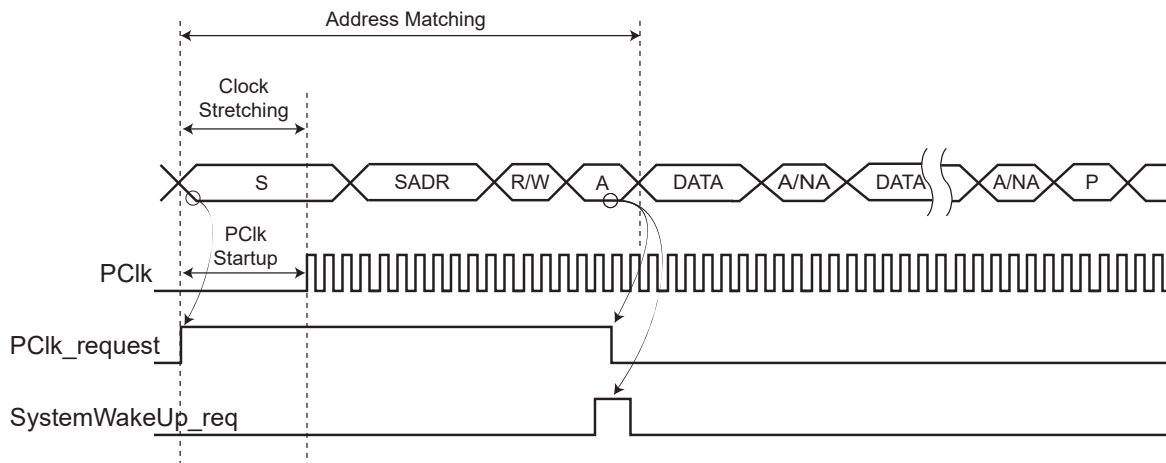 Address Matching
Clock
Stretching
S
SADR
R/W
A
DATA
A/NA
DATA
A/NA
P
PClk
Startup
PClk
PClk_request
SystemWakeUp_req